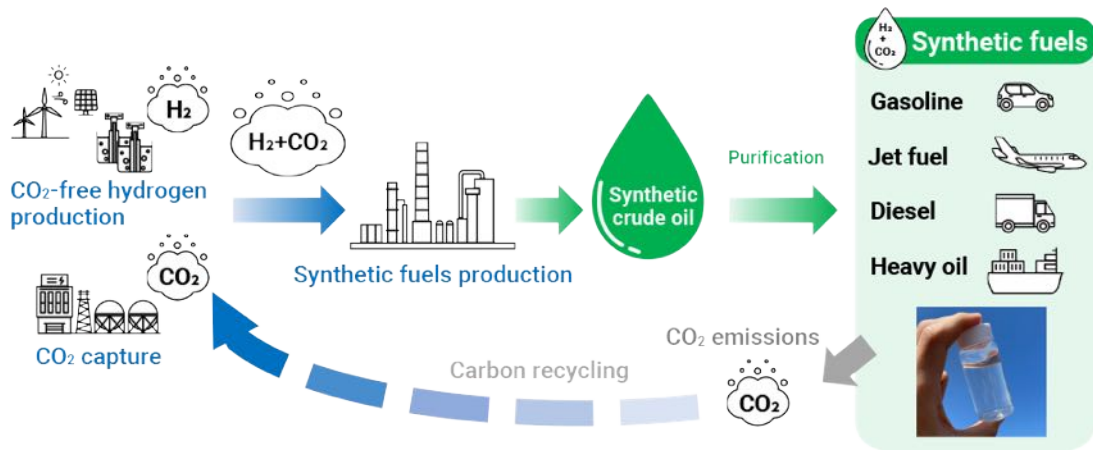 H₂
+
CO₂
Synthetic fuels
Gasoline
Jet fuel
Diesel
Heavy oil
H₂
H₂+CO₂
CO₂-free hydrogen
production
Synthetic fuels production
Synthetic
crude oil
Purification
CO₂
CO₂ capture
Carbon recycling
CO₂ emissions
CO₂